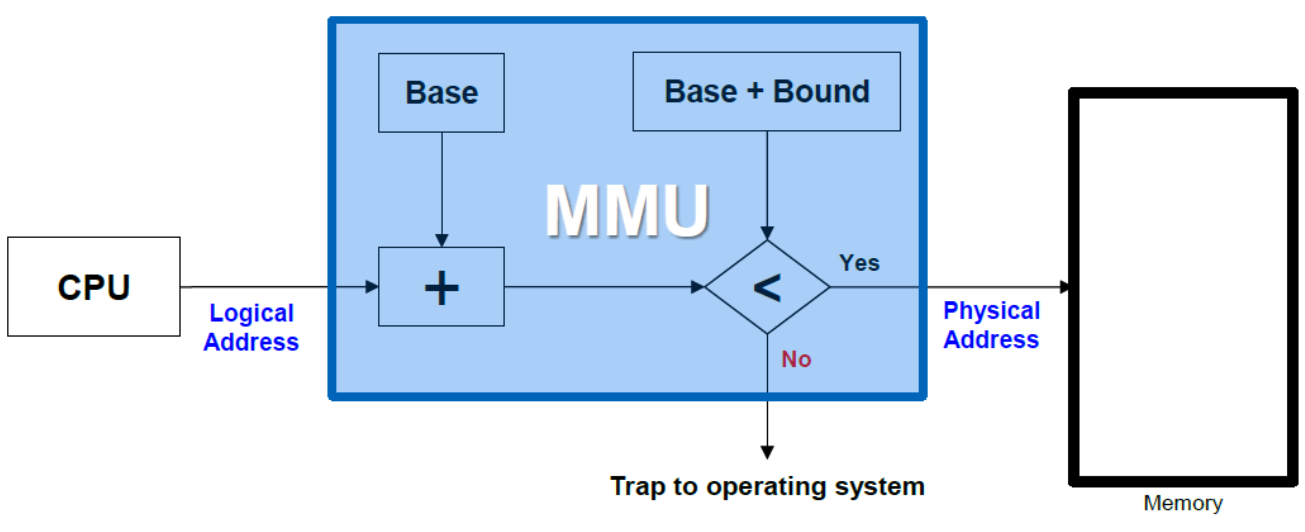 Base
Base + Bound
MMU
CPU
+
<
Yes
Logical
Address
Physical
Address
No
Trap to operating system
Memory